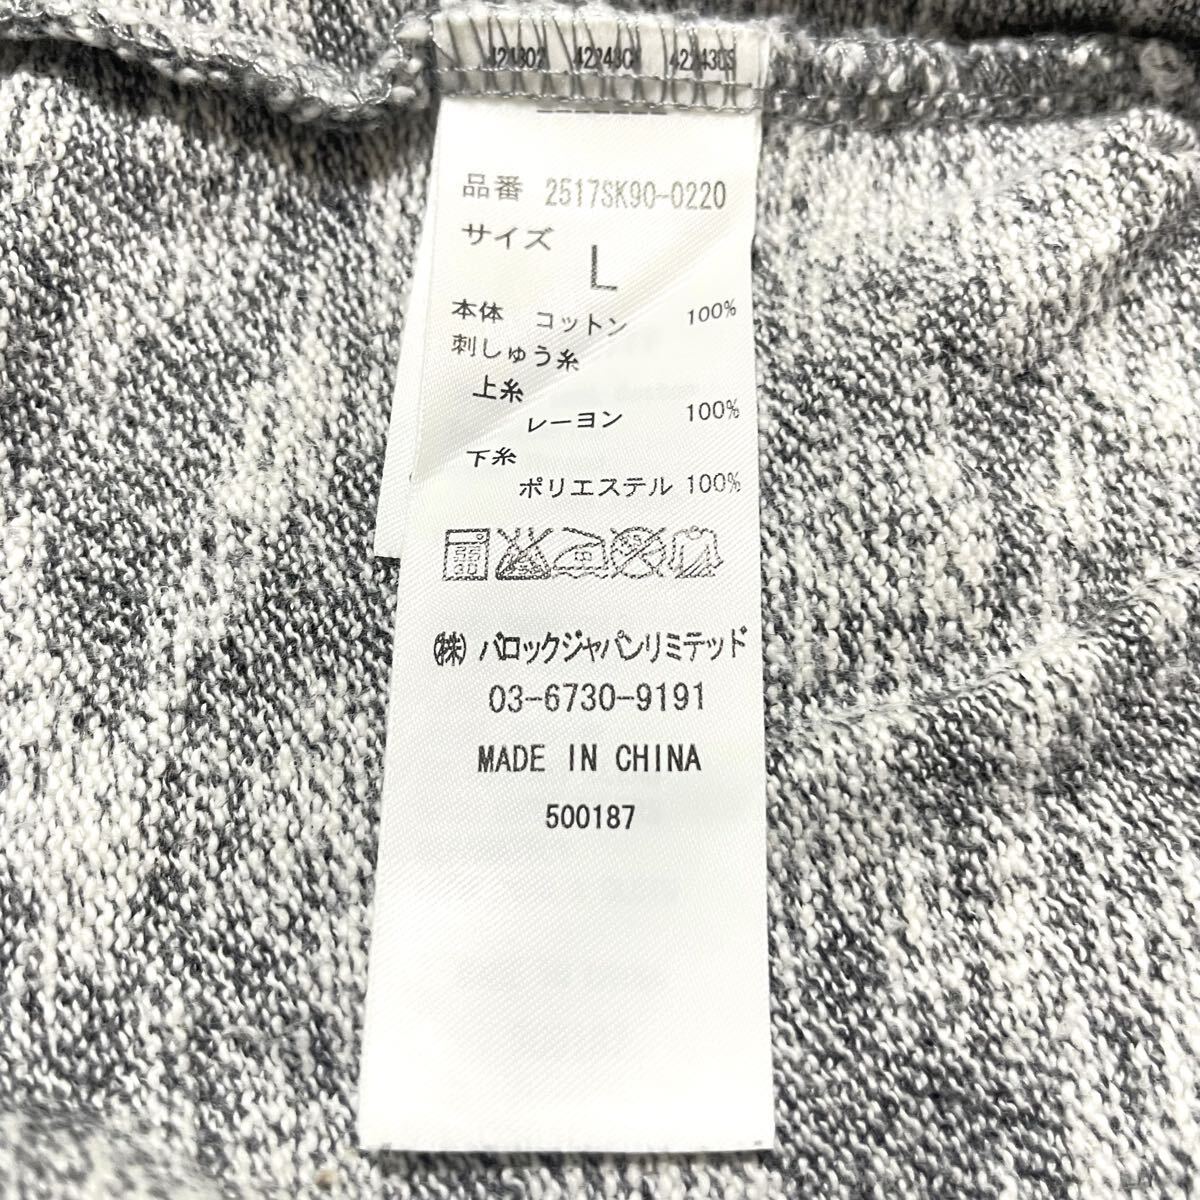 品番 2517SK90-0220
サイズ L
本体 コットン 100%
刺しゅう糸
上糸
レーヨン 100%
下糸
ポリエステル 100%
(株) バロックジャパンリミテッド
03-6730-9191
MADE IN CHINA
500187